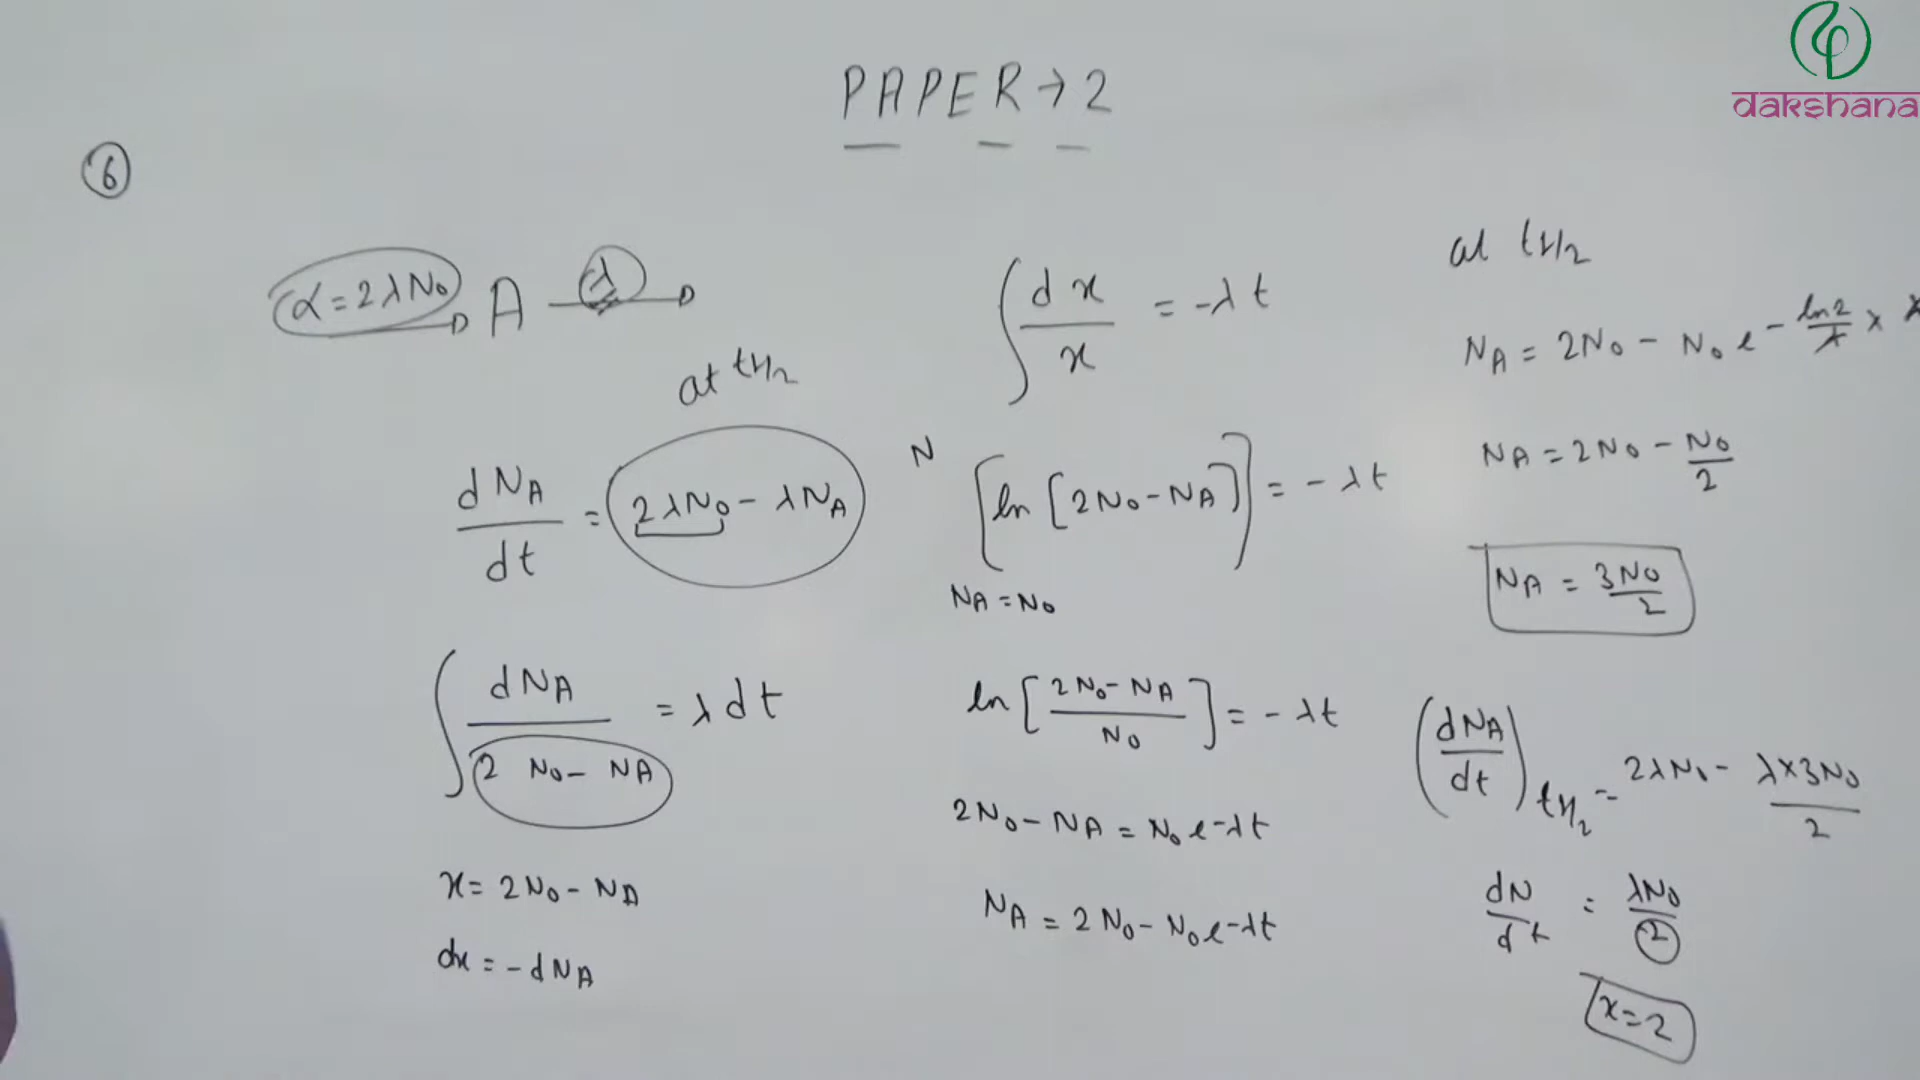 PAPER→2
dakshana
6
α=2λN₀ A λ
at t1/2
dN_A/dt = 2λN₀ - λN_A
∫ dN_A/(2 N₀ - N_A) = λdt
x = 2N₀ - N_A
dx = -dN_A
∫ dx/x = -λt
N
[ln [2N₀ - N_A]] = -λt
N_A = N₀
ln [(2N₀ - N_A)/N₀] = -λt
2N₀ - N_A = N₀e^-λt
N_A = 2N₀ - N₀e^-λt
at t1/2
N_A = 2N₀ - N₀ e^-(ln2/t) ×
N_A = 2N₀ - N₀/2
N_A = 3N₀/2
(dN_A/dt) t1/2 = 2λN₀ - λ×3N₀/2
dN/dt = λN₀/2
x=2